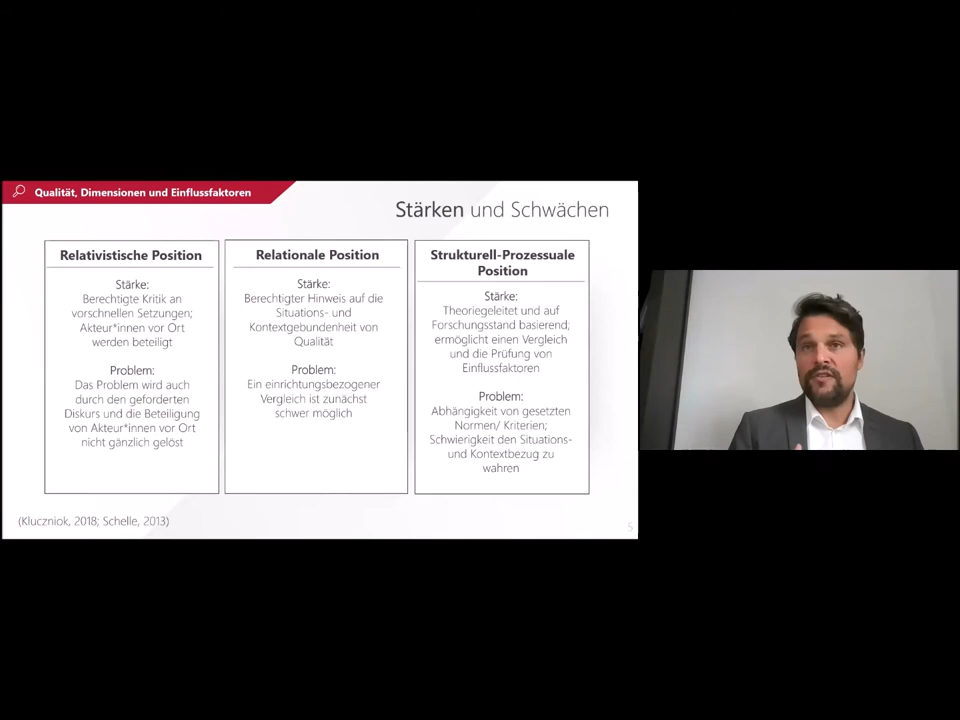 Qualität, Dimensionen und Einflussfaktoren
Stärken und Schwächen
Relativistische Position
Stärke:
Berechtigte Kritik an
vorschnellen Setzungen;
Akteur*innen vor Ort
werden beteiligt
Problem:
Das Problem wird auch
durch den geforderten
Diskurs und die Beteiligung
von Akteur*innen vor Ort
nicht gänzlich gelöst
Relationale Position
Stärke:
Berechtigter Hinweis auf die
Situations- und
Kontextgebundenheit von
Qualität
Problem:
Ein einrichtungsbezogener
Vergleich ist zunächst
schwer möglich
Strukturell-Prozessuale
Position
Stärke:
Theoriegeleitet und auf
Forschungsstand basierend;
ermöglicht einen Vergleich
und die Prüfung von
Einflussfaktoren
Problem:
Abhängigkeit von gesetzten
Normen/ Kriterien;
Schwierigkeit den Situations-
und Kontextbezug zu
wahren
(Kluczniok, 2018; Schelle, 2013)
5